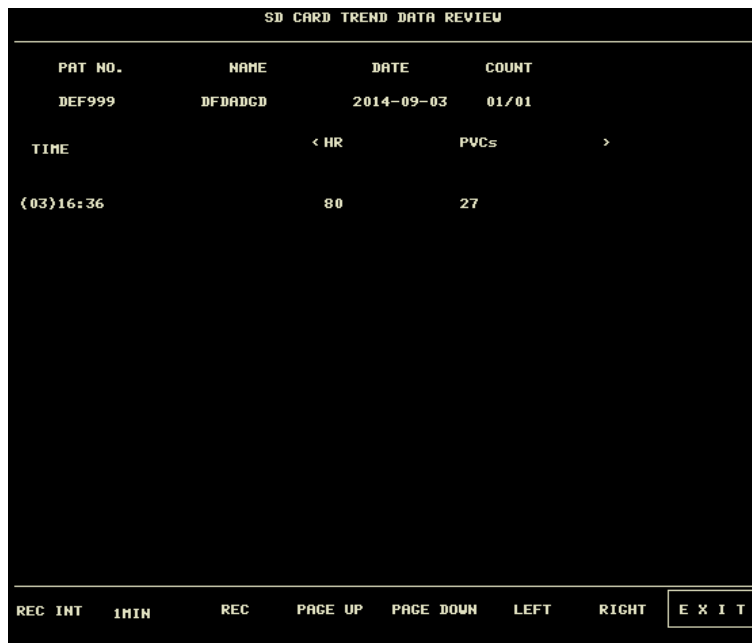 SD CARD TREND DATA REVIEW
PAT NO. NAME DATE COUNT
DEF999 DFDADGD 2014-09-03 01/01
TIME < HR PVCs >
(03)16:36 80 27
REC INT 1MIN REC PAGE UP PAGE DOWN LEFT RIGHT E X I T